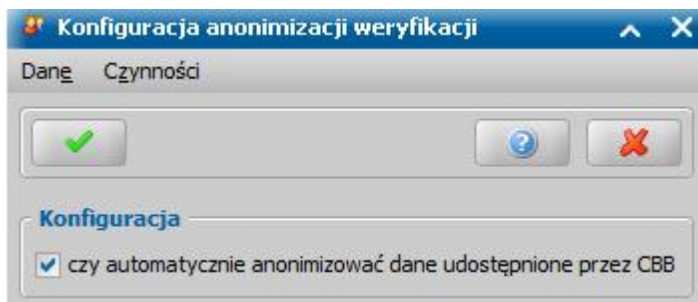 Konfiguracja anonimizacji weryfikacji
Dane Czynności
Konfiguracja
czy automatycznie anonimizować dane udostępnione przez CBB